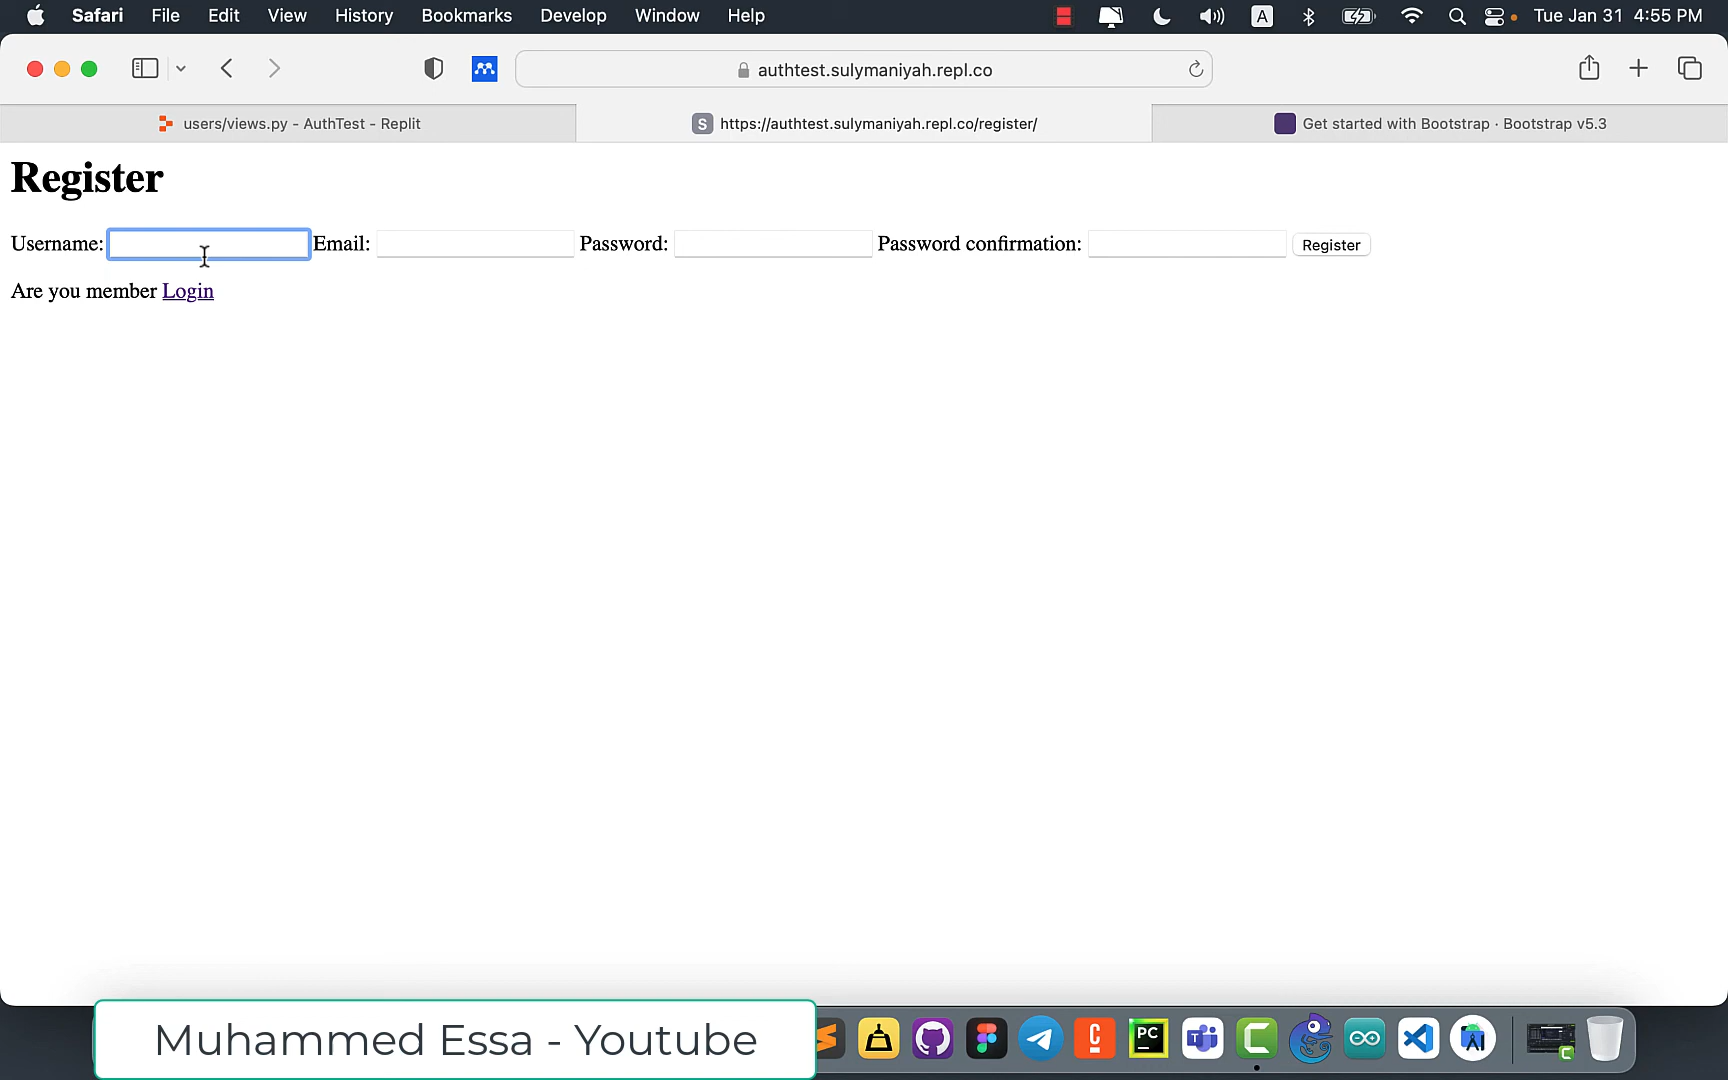 Safari File Edit View History Bookmarks Develop Window Help A Tue Jan 31 4:55 PM
authtest.sulymaniyah.repl.co
users/views.py - AuthTest - Replit S https://authtest.sulymaniyah.repl.co/register/ Get started with Bootstrap · Bootstrap v5.3
Register
Username: Email: Password: Password confirmation: Register
Are you member Login
Muhammed Essa - Youtube
PC